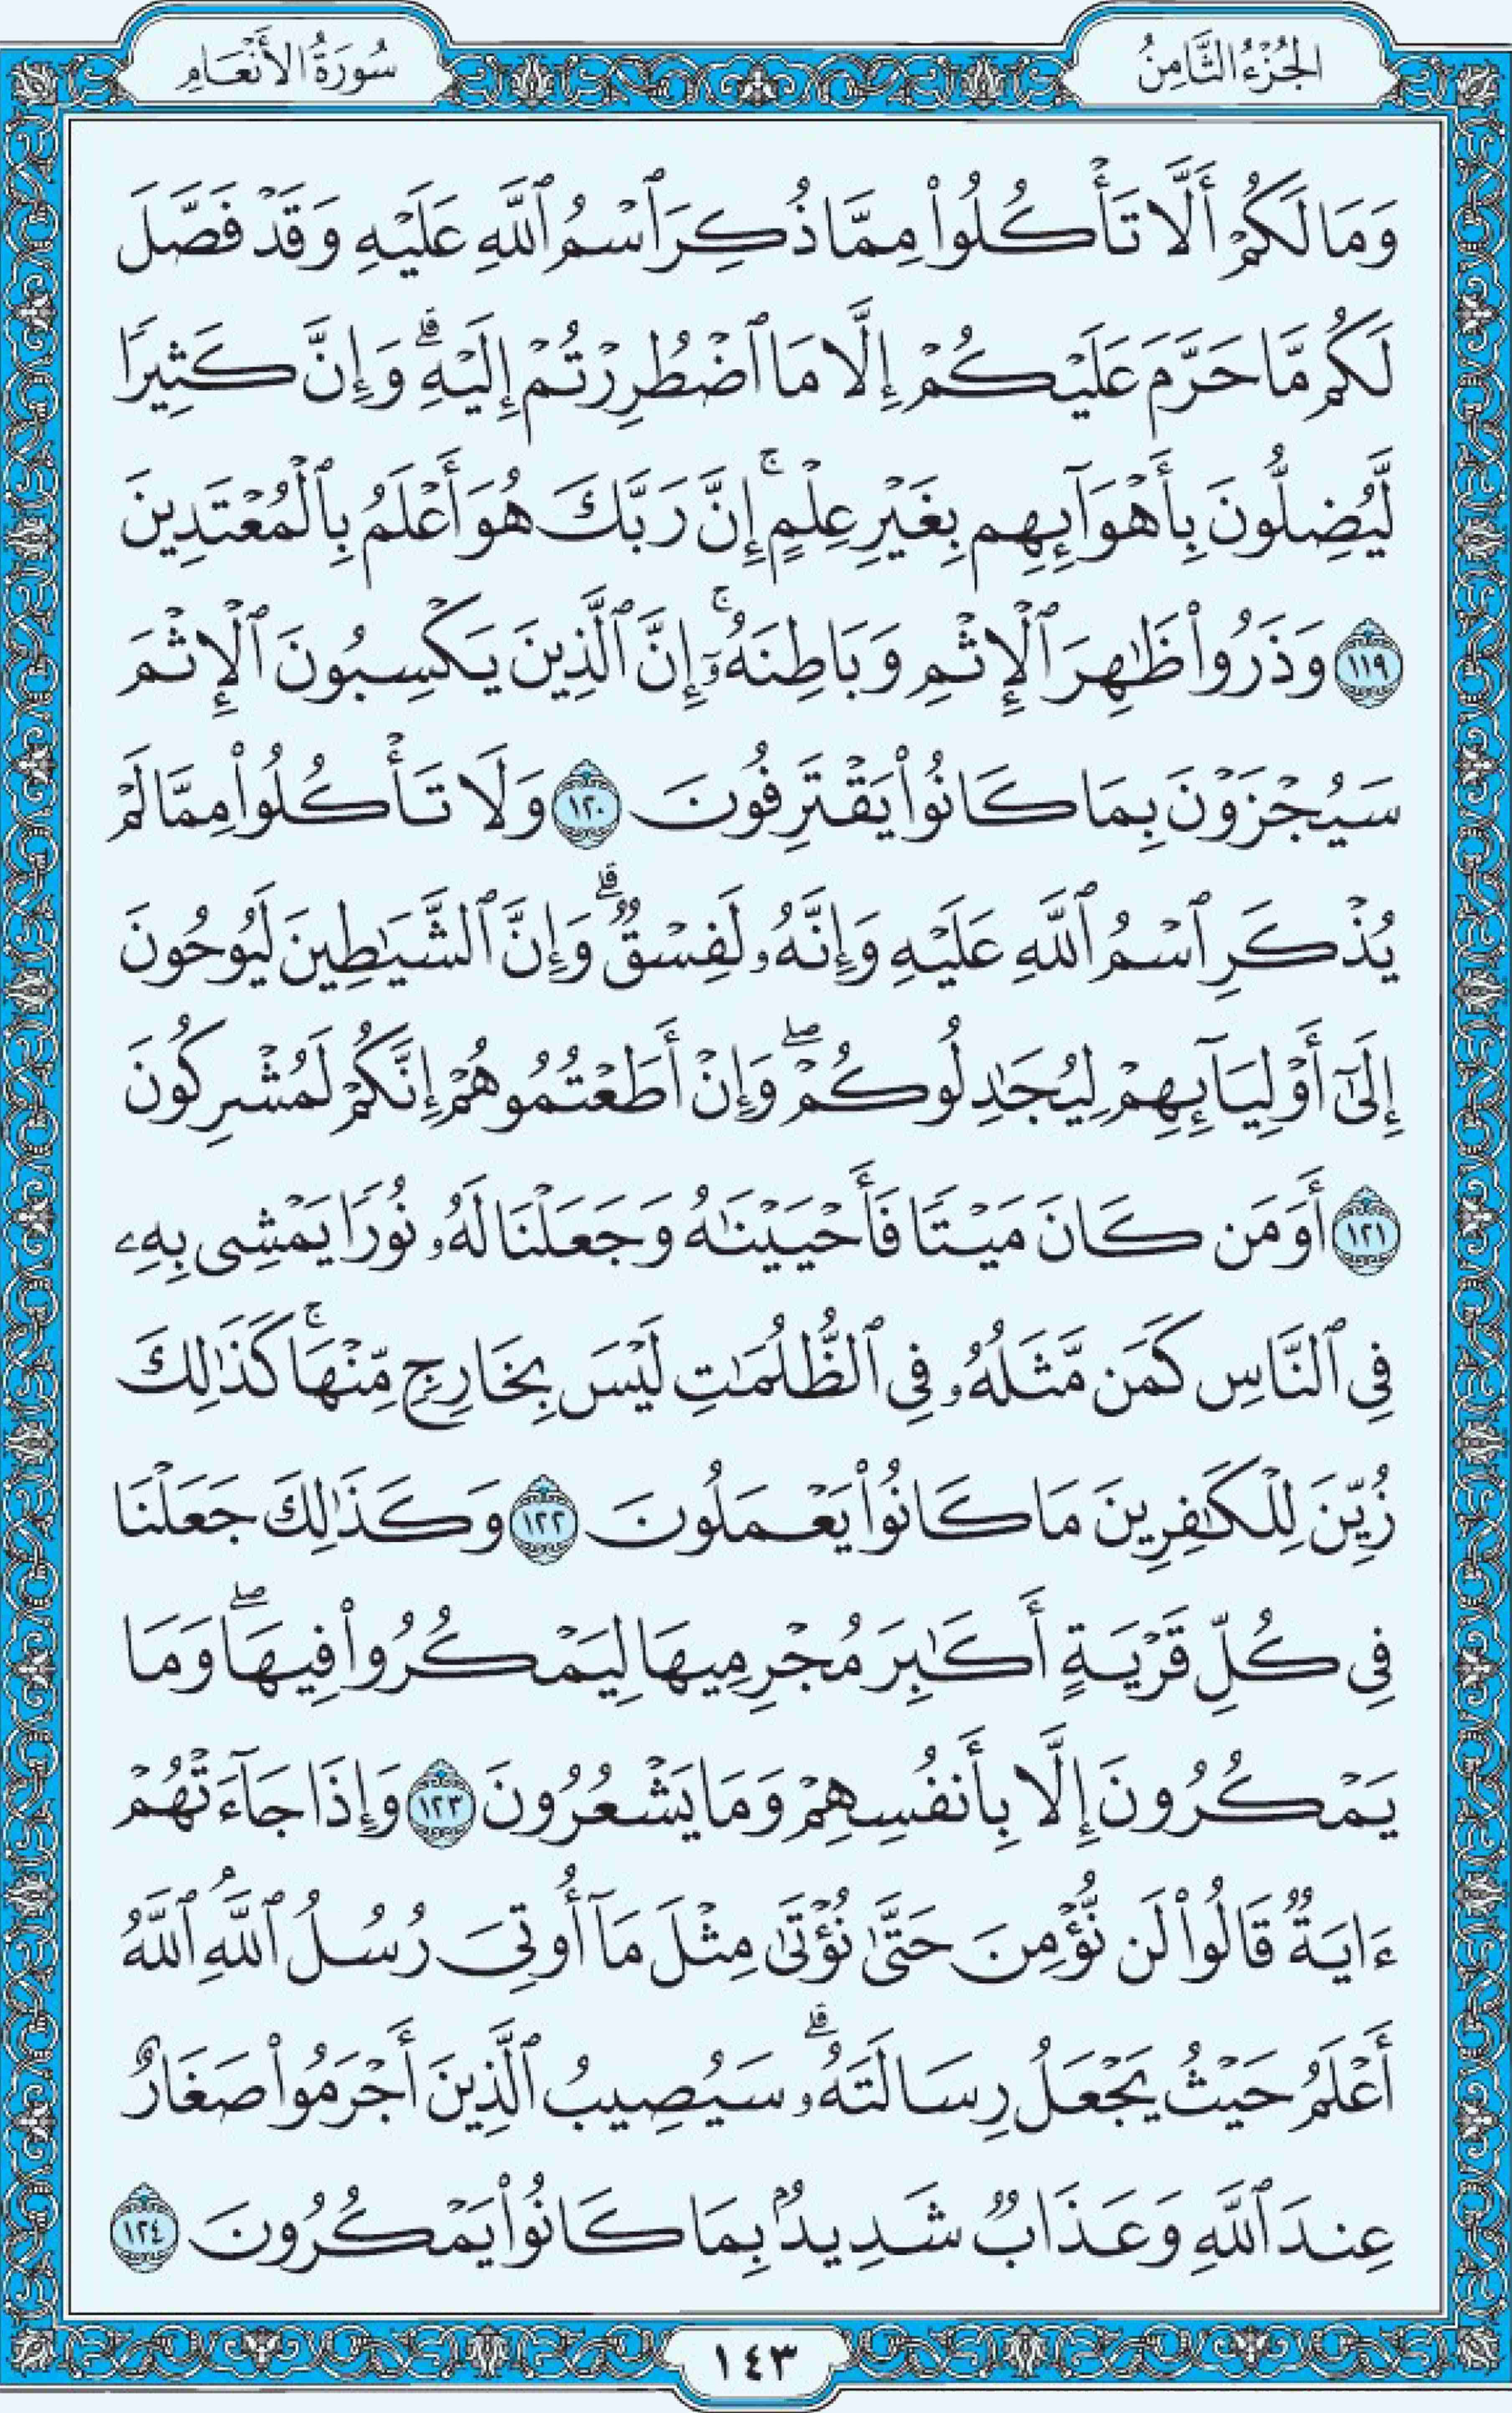 الجُزْءُ الثَّامِنُ
سُورَةُ الأَنْعَامِ
وَمَا لَكُمْ أَلَّا تَأْكُلُوا۟ مِمَّا ذُكِرَ ٱسْمُ ٱللَّهِ عَلَيْهِ وَقَدْ فَصَّلَ
لَكُم مَّا حَرَّمَ عَلَيْكُمْ إِلَّا مَا ٱضْطُرِرْتُمْ إِلَيْهِ ۗ وَإِنَّ كَثِيرًا
لَّيُضِلُّونَ بِأَهْوَآئِهِم بِغَيْرِ عِلْمٍ ۚ إِنَّ رَبَّكَ هُوَ أَعْلَمُ بِٱلْمُعْتَدِينَ
١١٩ وَذَرُوا۟ ظَٰهِرَ ٱلْإِثْمِ وَبَاطِنَهُۥٓ ۚ إِنَّ ٱلَّذِينَ يَكْسِبُونَ ٱلْإِثْمَ
سَيُجْزَوْنَ بِمَا كَانُوا۟ يَقْتَرِفُونَ ١٢٠ وَلَا تَأْكُلُوا۟ مِمَّا لَمْ
يُذْكَرِ ٱسْمُ ٱللَّهِ عَلَيْهِ وَإِنَّهُۥ لَفِسْقٌ ۗ وَإِنَّ ٱلشَّيَٰطِينَ لَيُوحُونَ
إِلَىٰٓ أَوْلِيَآئِهِمْ لِيُجَٰدِلُوكُمْ ۖ وَإِنْ أَطَعْتُمُوهُمْ إِنَّكُمْ لَمُشْرِكُونَ
١٢١ أَوَمَن كَانَ مَيْتًا فَأَحْيَيْنَٰهُ وَجَعَلْنَا لَهُۥ نُورًا يَمْشِى بِهِۦ
فِى ٱلنَّاسِ كَمَن مَّثَلُهُۥ فِى ٱلظُّلُمَٰتِ لَيْسَ بِخَارِجٍ مِّنْهَا ۚ كَذَٰلِكَ
زُيِّنَ لِلْكَٰفِرِينَ مَا كَانُوا۟ يَعْمَلُونَ ١٢٢ وَكَذَٰلِكَ جَعَلْنَا
فِى كُلِّ قَرْيَةٍ أَكَٰبِرَ مُجْرِمِيهَا لِيَمْكُرُوا۟ فِيهَا ۖ وَمَا
يَمْكُرُونَ إِلَّا بِأَنفُسِهِمْ وَمَا يَشْعُرُونَ ١٢٣ وَإِذَا جَآءَتْهُمْ
ءَايَةٌ قَالُوا۟ لَن نُّؤْمِنَ حَتَّىٰ نُؤْتَىٰ مِثْلَ مَآ أُوتِىَ رُسُلُ ٱللَّهِ ۘ ٱللَّهُ
أَعْلَمُ حَيْثُ يَجْعَلُ رِسَالَتَهُۥ ۗ سَيُصِيبُ ٱلَّذِينَ أَجْرَمُوا۟ صَغَارٌ
عِندَ ٱللَّهِ وَعَذَابٌ شَدِيدٌۢ بِمَا كَانُوا۟ يَمْكُرُونَ ١٢٤
١٤٣